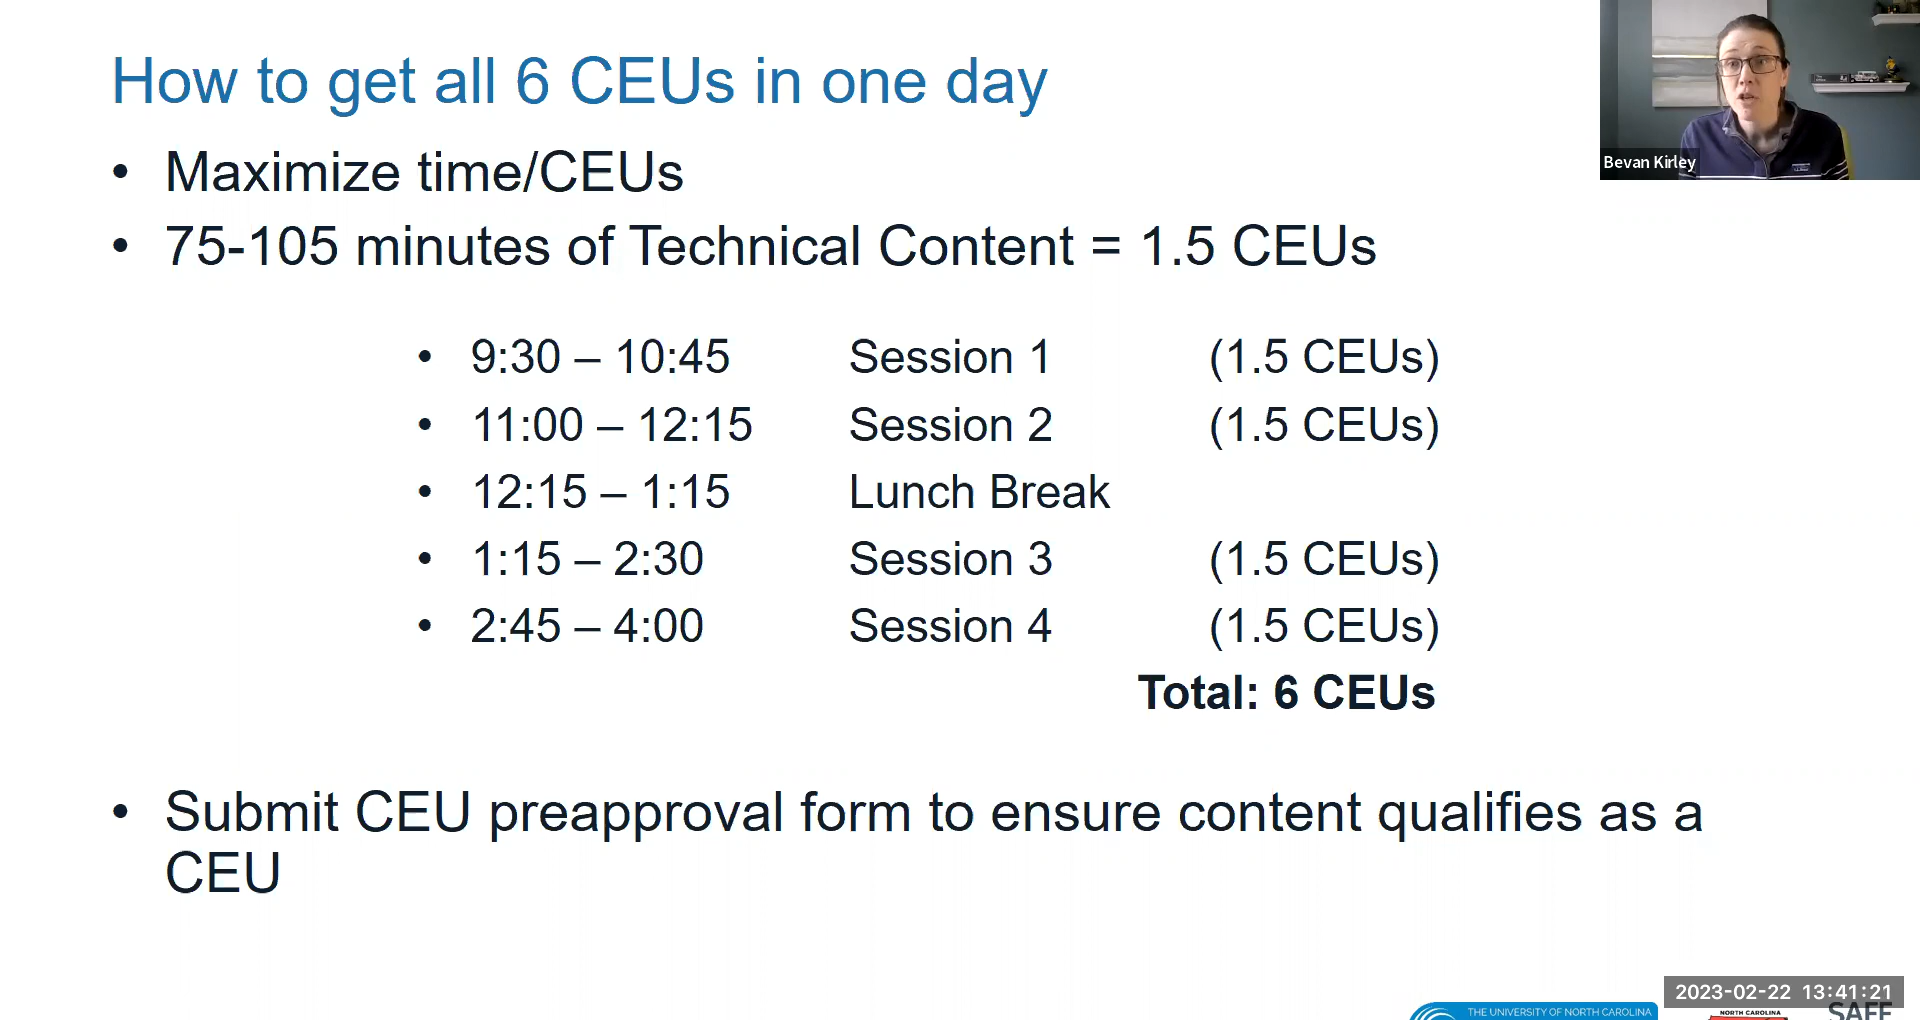 How to get all 6 CEUs in one day
• Maximize time/CEUs
• 75-105 minutes of Technical Content = 1.5 CEUs
• 9:30 – 10:45 Session 1 (1.5 CEUs)
• 11:00 – 12:15 Session 2 (1.5 CEUs)
• 12:15 – 1:15 Lunch Break
• 1:15 – 2:30 Session 3 (1.5 CEUs)
• 2:45 – 4:00 Session 4 (1.5 CEUs)
Total: 6 CEUs
• Submit CEU preapproval form to ensure content qualifies as a
CEU
Bevan Kirley
2023-02-22 13:41:21
THE UNIVERSITY OF NORTH CAROLINA
NORTH CAROLINA
SAFE